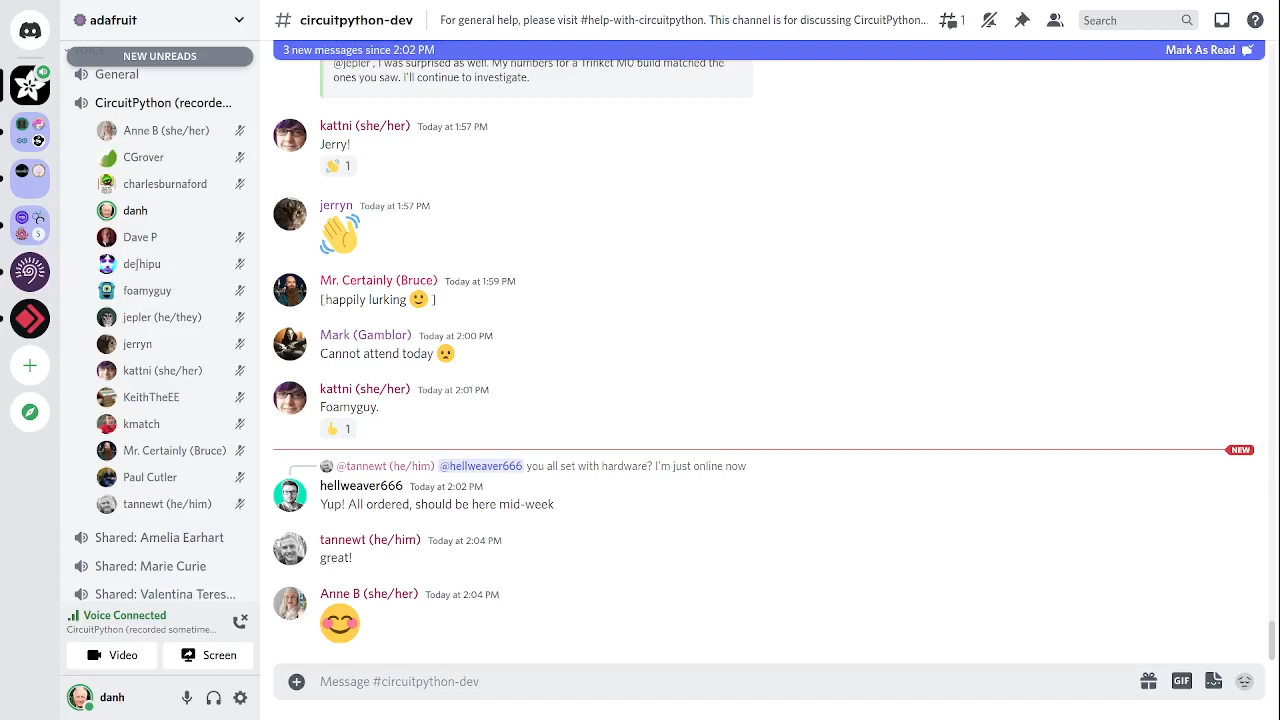 adafruit
# circuitpython-dev
For general help, please visit #help-with-circuitpython. This channel is for discussing CircuitPython...
1
Search
NEW UNREADS
General
CircuitPython (recorde...
Anne B (she/her)
CGrover
charlesburnaford
danh
Dave P
deʃhipu
foamyguy
jepler (he/they)
jerryn
kattni (she/her)
KeithTheEE
kmatch
Mr. Certainly (Bruce)
Paul Cutler
tannewt (he/him)
Shared: Amelia Earhart
Shared: Marie Curie
Shared: Valentina Teres...
Voice Connected
CircuitPython (recorded sometime...
Video
Screen
danh
3 new messages since 2:02 PM
Mark As Read
@jepler , I was surprised as well. My numbers for a Trinket M0 build matched the
ones you saw. I'll continue to investigate.
kattni (she/her) Today at 1:57 PM
Jerry!
1
jerryn Today at 1:57 PM
Mr. Certainly (Bruce) Today at 1:59 PM
[happily lurking 🙂 ]
Mark (Gamblor) Today at 2:00 PM
Cannot attend today 😦
kattni (she/her) Today at 2:01 PM
Foamyguy.
1
NEW
@tannewt (he/him) @hellweaver666 you all set with hardware? I'm just online now
hellweaver666 Today at 2:02 PM
Yup! All ordered, should be here mid-week
tannewt (he/him) Today at 2:04 PM
great!
Anne B (she/her) Today at 2:04 PM
Message #circuitpython-dev
GIF